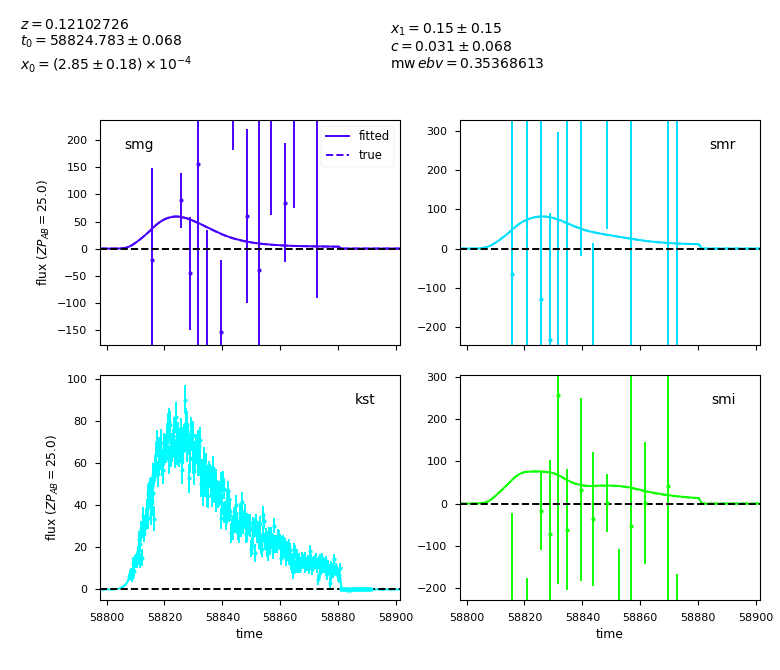 z = 0.12102726
t₀ = 58824.783 ± 0.068
x₀ = (2.85 ± 0.18) × 10⁻⁴
x₁ = 0.15 ± 0.15
c = 0.031 ± 0.068
mw ebv = 0.35368613
smg
fitted
true
200
150
100
50
0
−50
−100
−150
flux (ZP_AB = 25.0)
smr
300
200
100
0
−100
−200
kst
100
80
60
40
20
0
flux (ZP_AB = 25.0)
58800 58820 58840 58860 58880 58900
time
smi
300
200
100
0
−100
−200
58800 58820 58840 58860 58880 58900
time